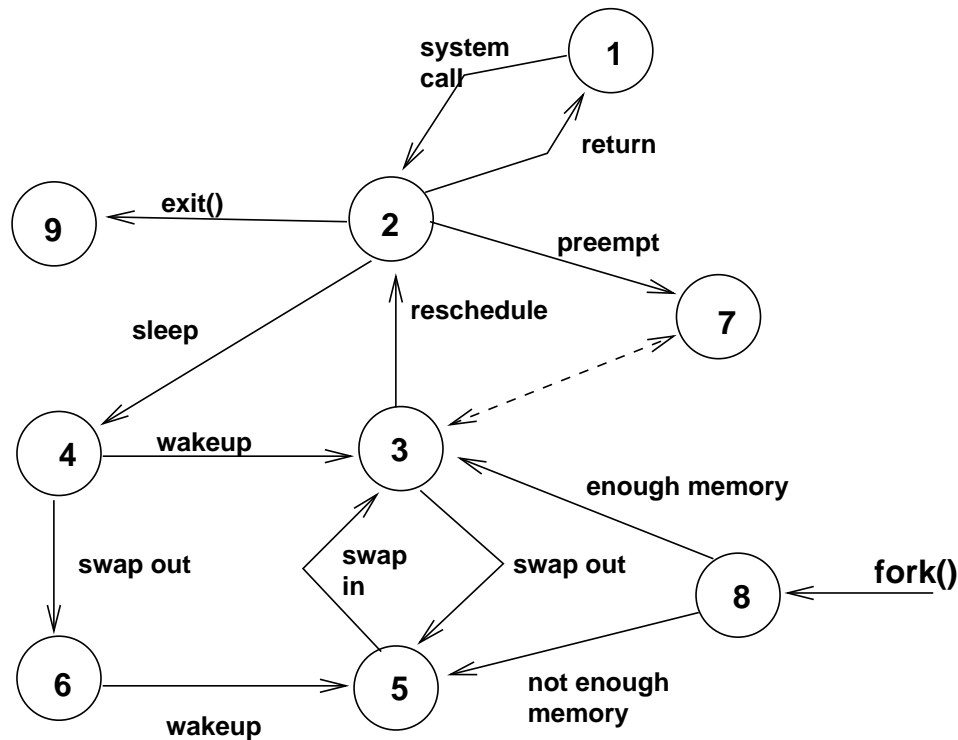 system
call
1
return
exit()
9
2
preempt
reschedule
7
sleep
4
wakeup
3
enough memory
swap out
swap
in
swap out
fork()
8
6
5
not enough
memory
wakeup